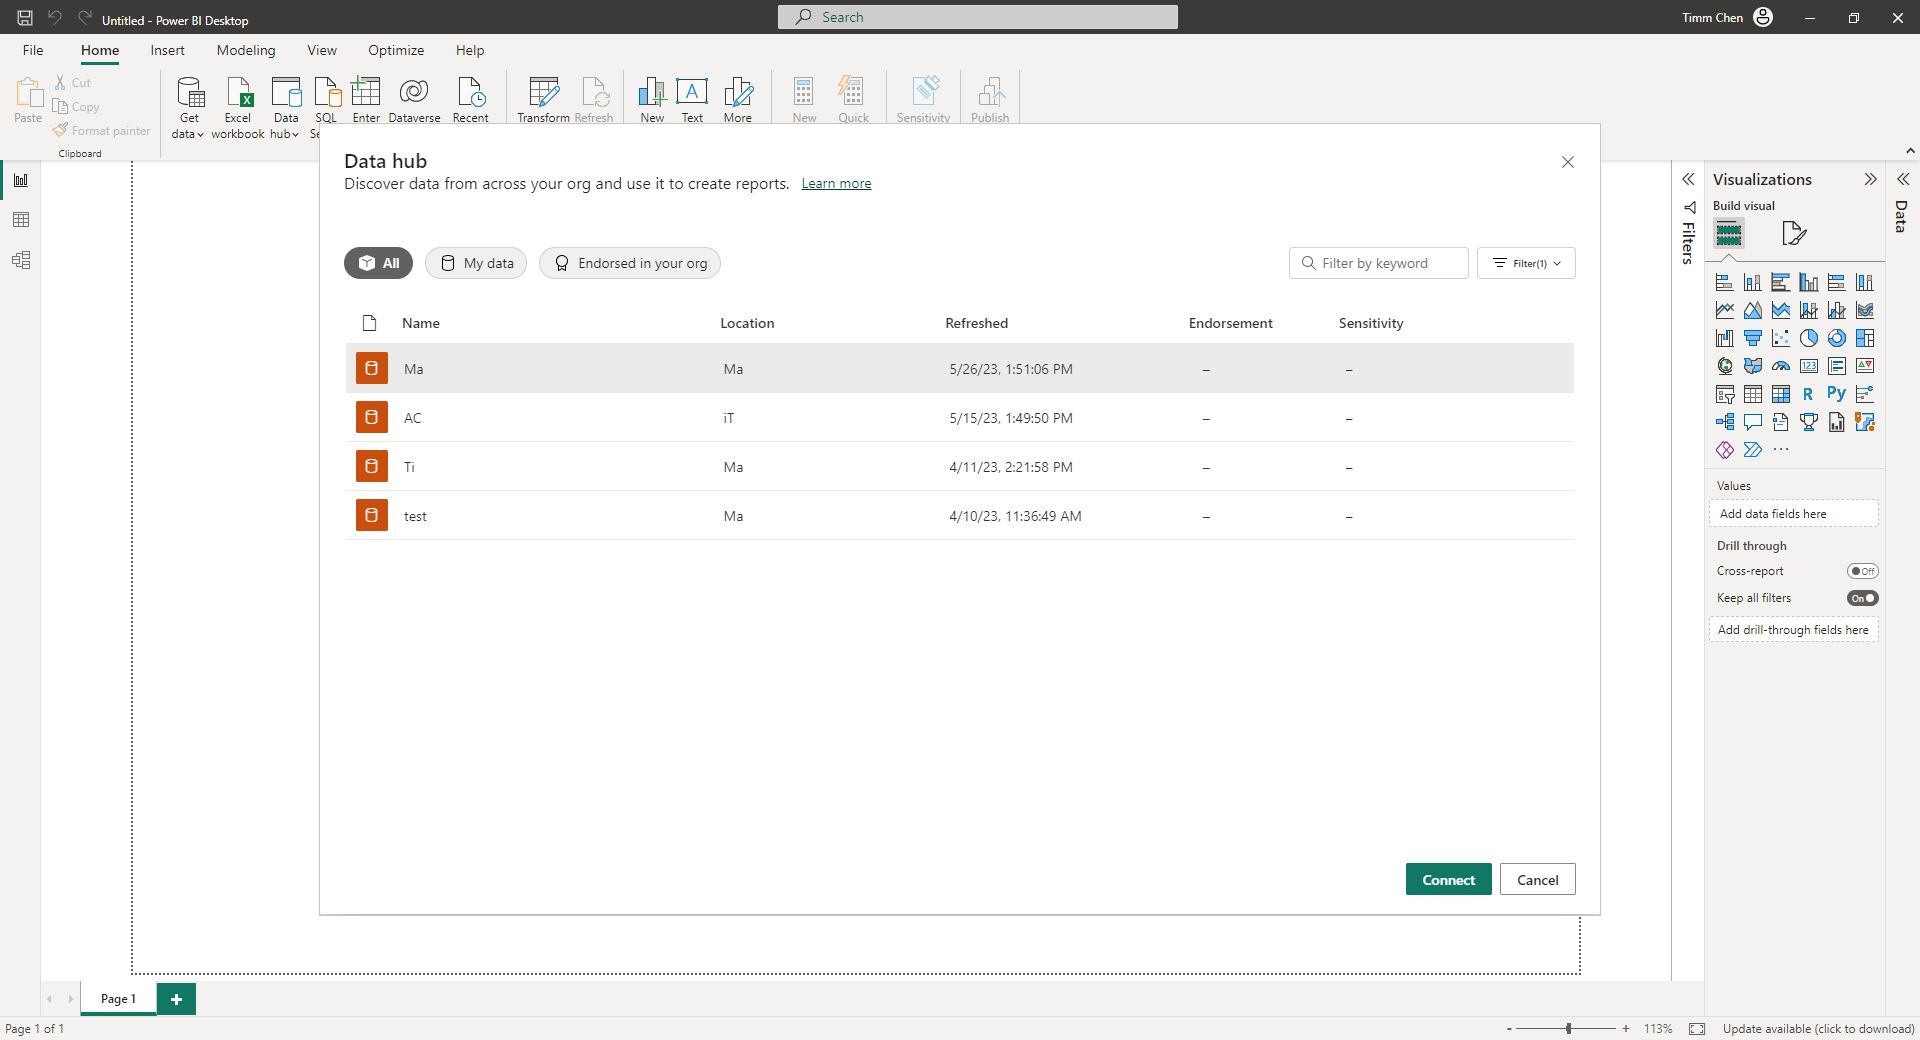 Untitled - Power BI Desktop
Search
Timm Chen
File Home Insert Modeling View Optimize Help
Paste
Cut
Copy
Format painter
Clipboard
Get data
Excel workbook
Data hub
SQL Se
Enter
Dataverse
Recent
Transform
Refresh
New
Text
A
More
New
Quick
Sensitivity
Publish
Data hub
Discover data from across your org and use it to create reports. Learn more
All
My data
Endorsed in your org
Filter by keyword
Filter(1)
Name Location Refreshed Endorsement Sensitivity
Ma Ma 5/26/23, 1:51:06 PM – –
AC iT 5/15/23, 1:49:50 PM – –
Ti Ma 4/11/23, 2:21:58 PM – –
test Ma 4/10/23, 11:36:49 AM – –
Connect
Cancel
Filters
Visualizations
Build visual
123
R
Py
Values
Add data fields here
Drill through
Cross-report Off
Keep all filters On
Add drill-through fields here
Data
Page 1
Page 1 of 1
- + 113%
Update available (click to download)